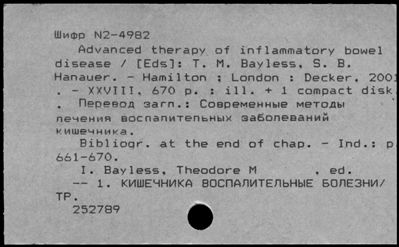 Шифр N2-4982
Advanced therapy of inflammatory bowel
disease / [Eds]: T. M. Bayless, S. B.
Hanauer. - Hamilton ; London : Decker, 2001
. - XXVIII, 670 p. : ill. + 1 compact disk
. Перевод загл.: Современные методы
лечения воспалительных заболеваний
кишечника.
Bibliogr. at the end of chap. - Ind.: p
661-670.
I. Bayless, Theodore M , ed.
-- 1. КИШЕЧНИКА ВОСПАЛИТЕЛЬНЫЕ БОЛЕЗНИ/
ТР.
252789